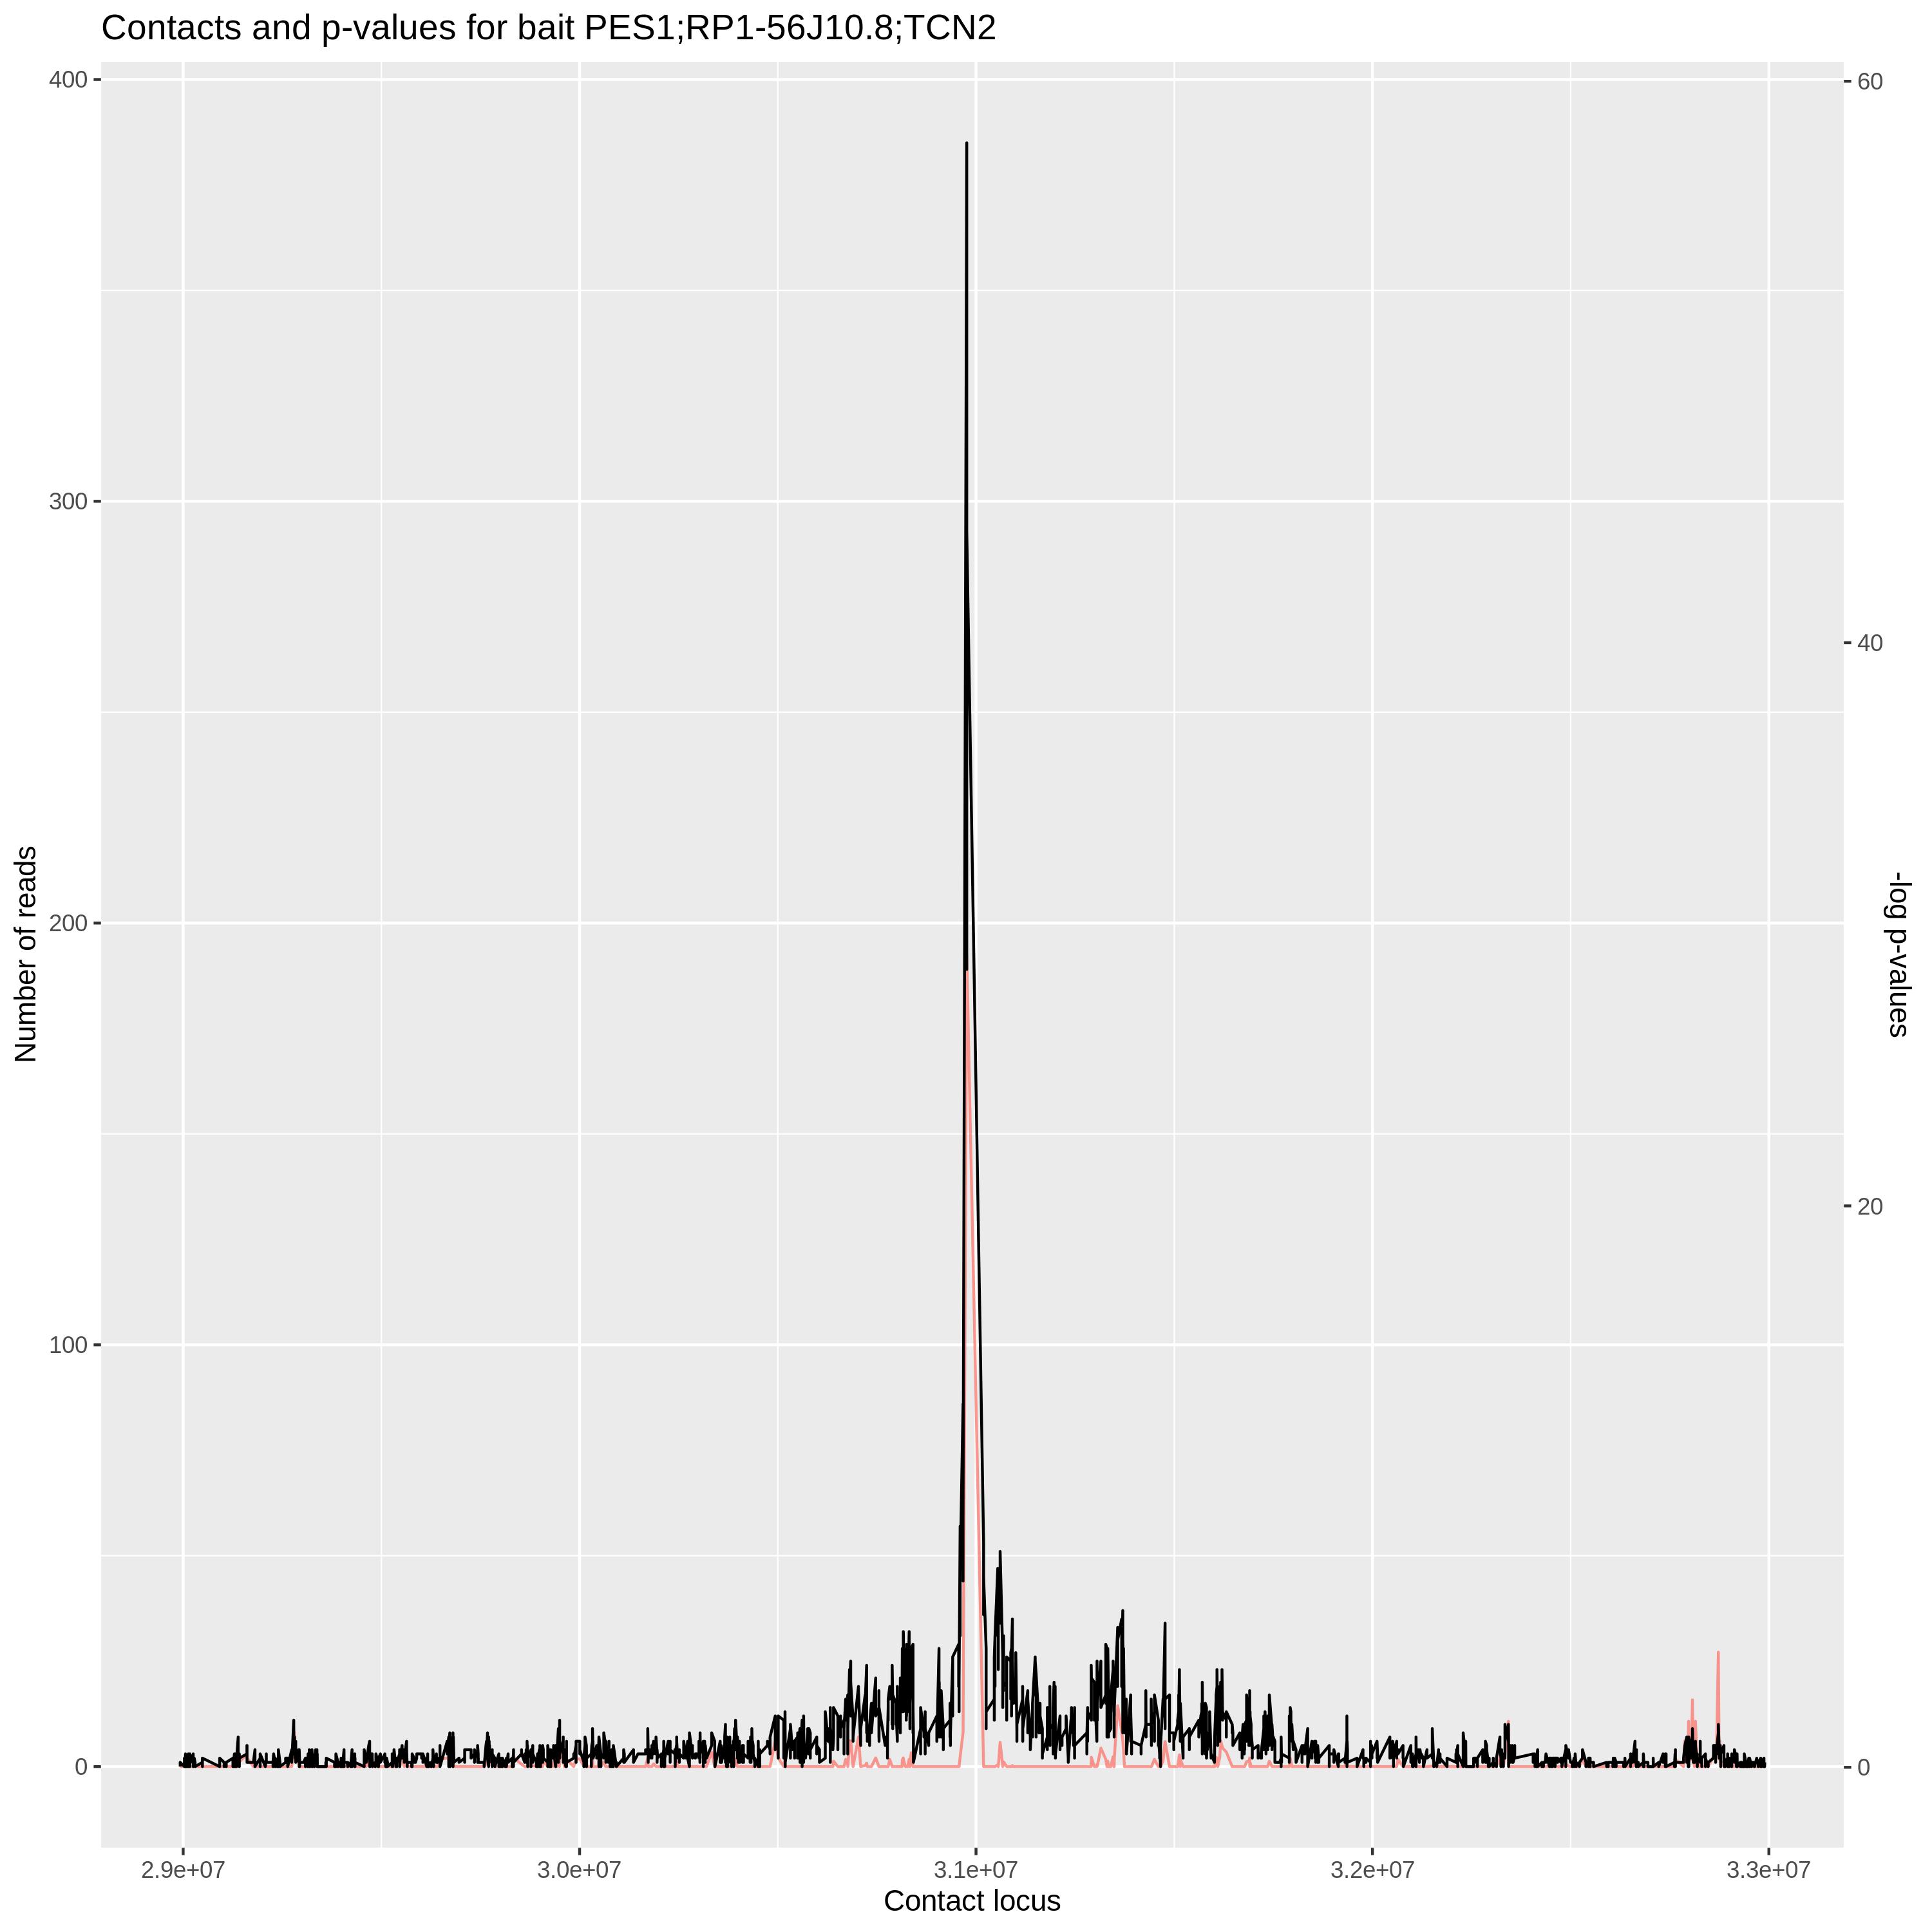 Contacts and p-values for bait PES1;RP1-56J10.8;TCN2
400
300
200
100
0
Number of reads
60
40
20
0
-log p-values
2.9e+07
3.0e+07
3.1e+07
3.2e+07
3.3e+07
Contact locus